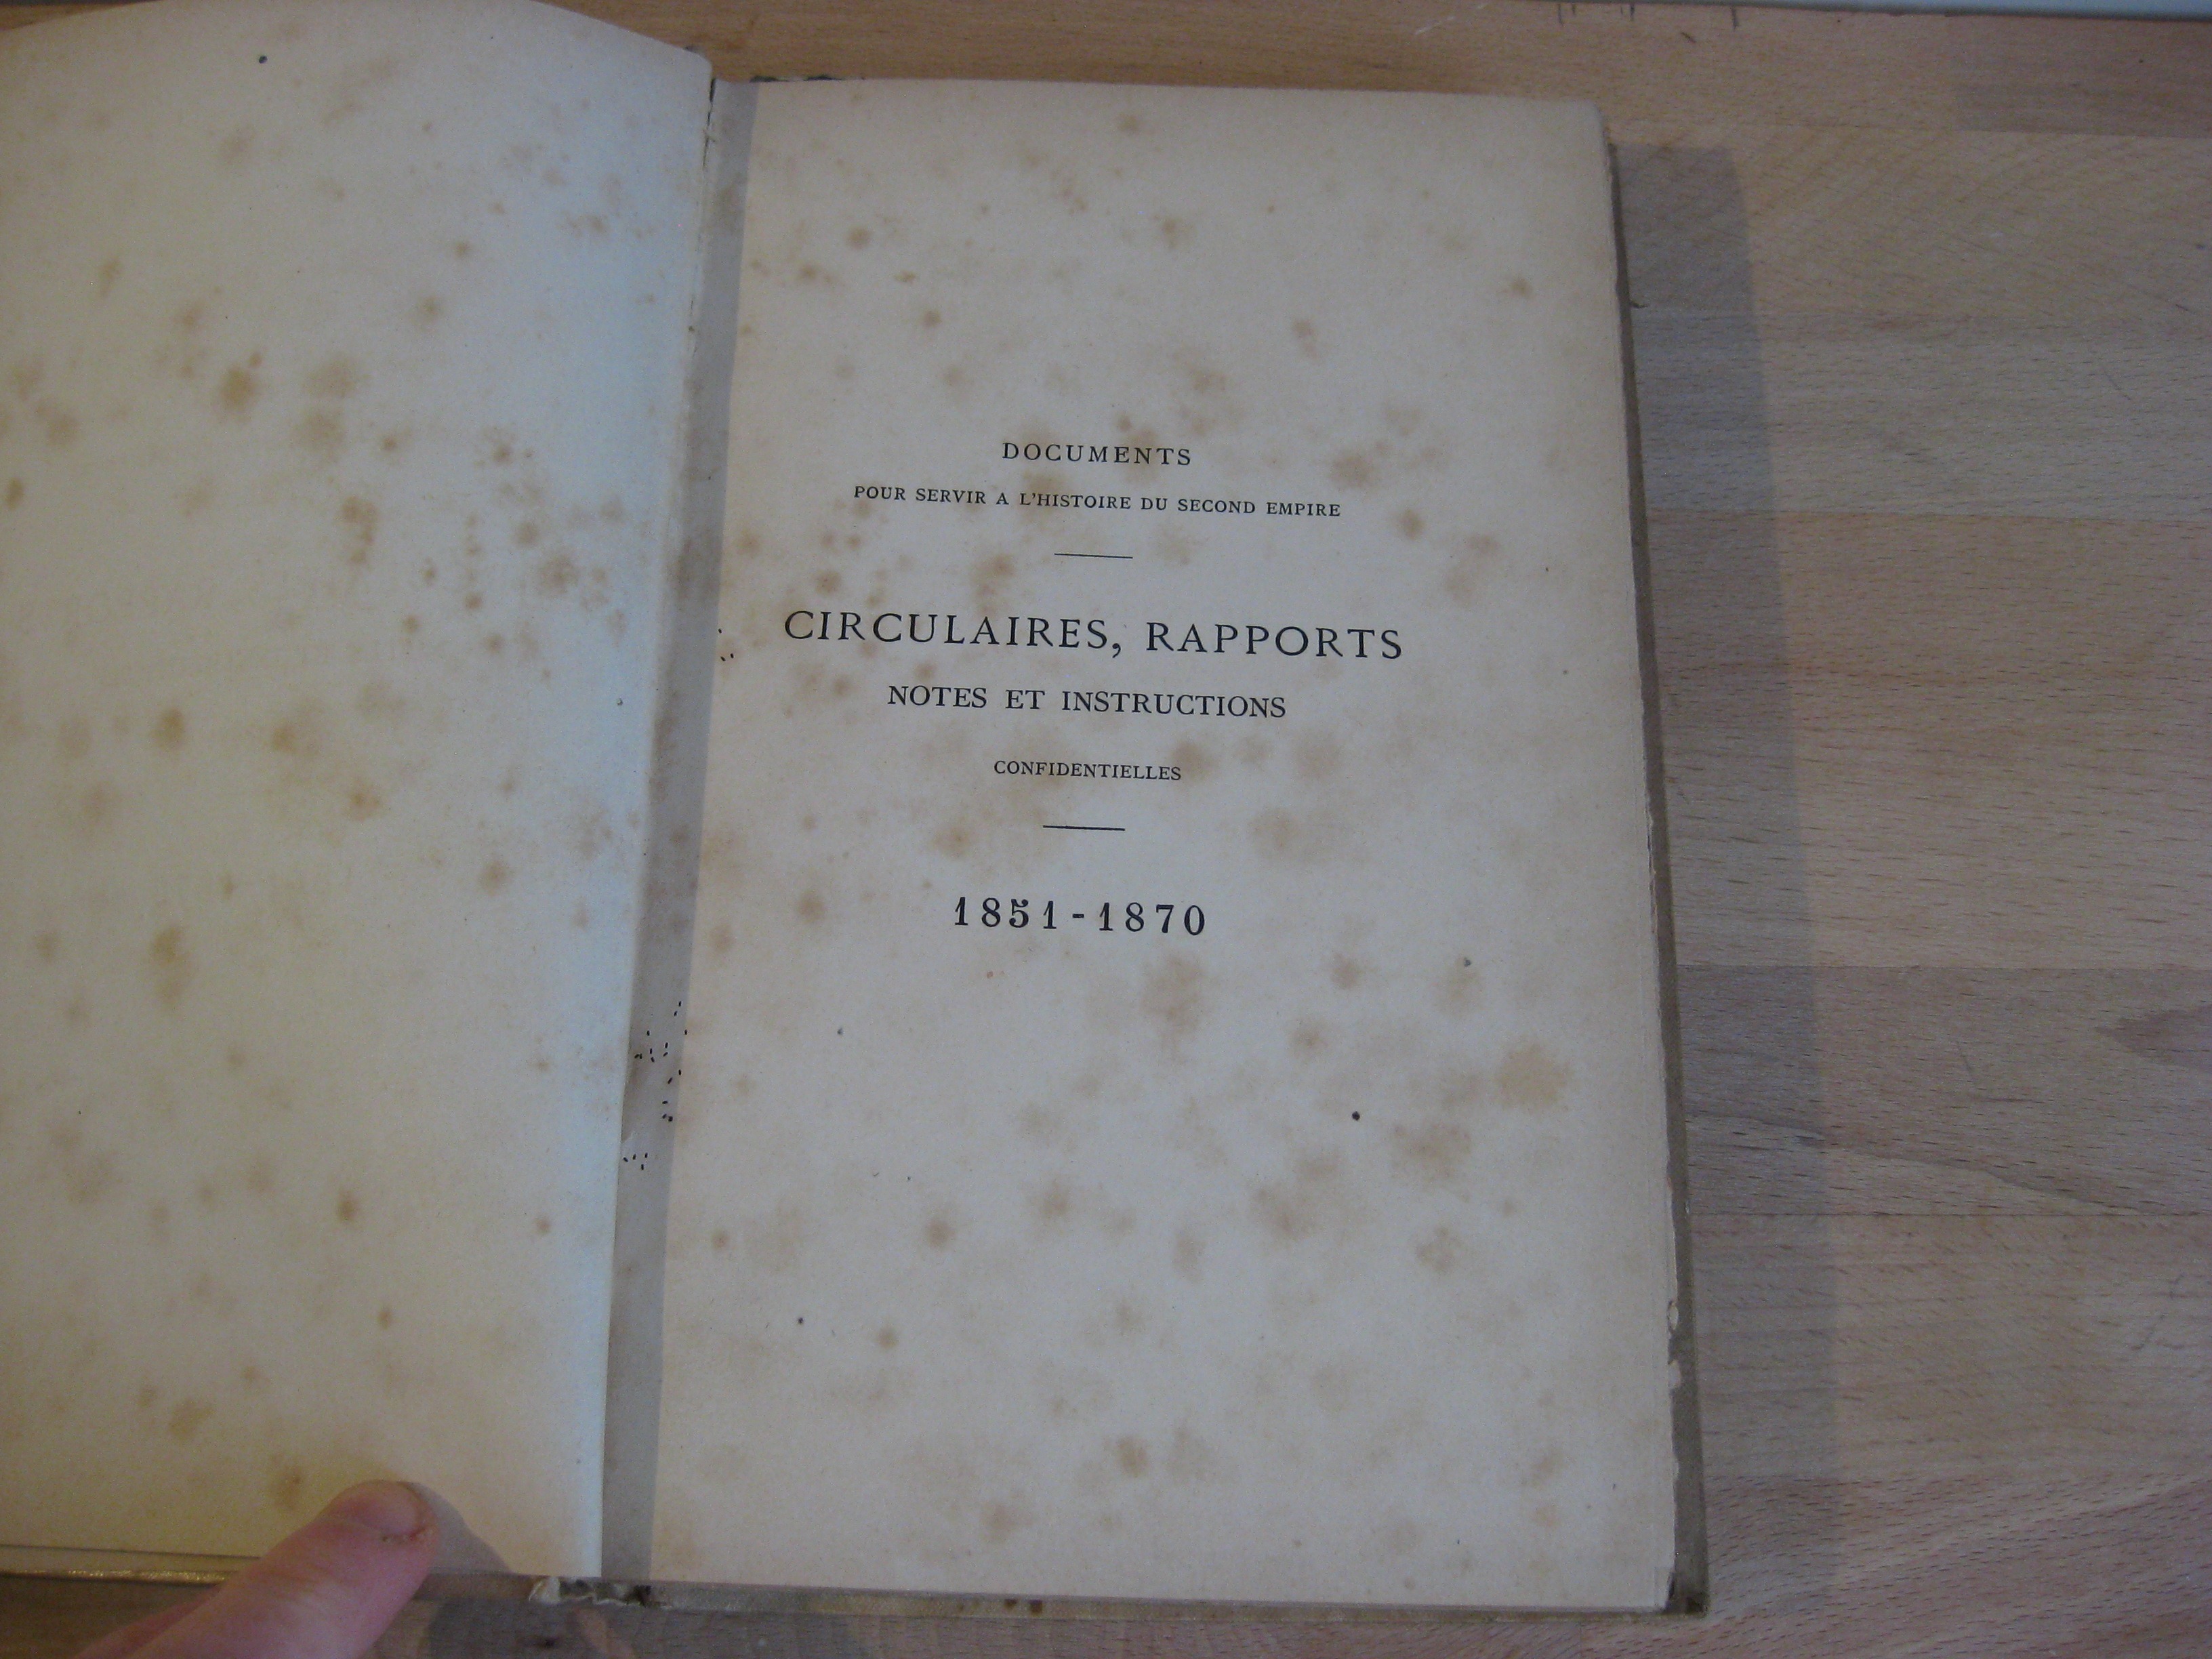 DOCUMENTS
POUR SERVIR A L'HISTOIRE DU SECOND EMPIRE
CIRCULAIRES, RAPPORTS
NOTES ET INSTRUCTIONS
CONFIDENTIELLES
1851-1870